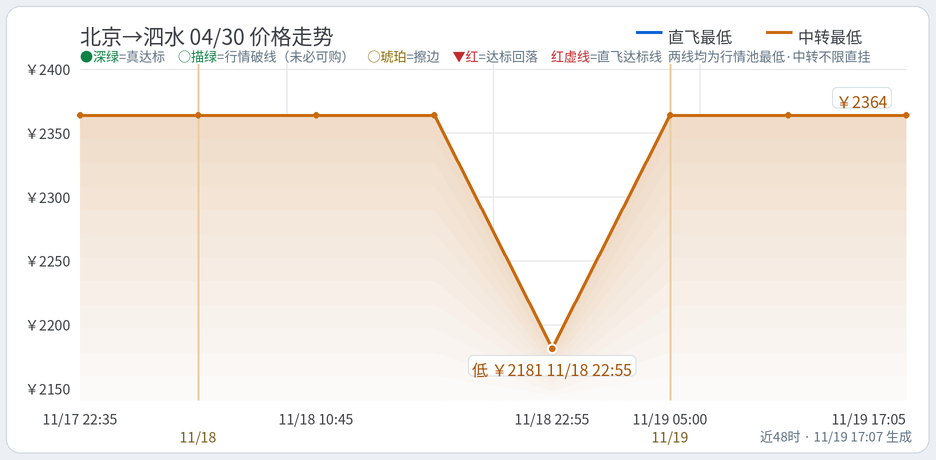 北京→泗水 04/30 价格走势
直飞最低 中转最低
深绿=真达标 描绿=行情破线（未必可购） 琥珀=擦边 ▼红=达标回落 红虚线=直飞达标线 两线均为行情池最低·中转不限直挂
￥2400
￥2364
￥2350
￥2300
￥2250
￥2200
低 ￥2181 11/18 22:55
￥2150
11/17 22:35 11/18 10:45 11/18 22:55 11/19 05:00 11/19 17:05
11/18 11/19 近48时 · 11/19 17:07 生成